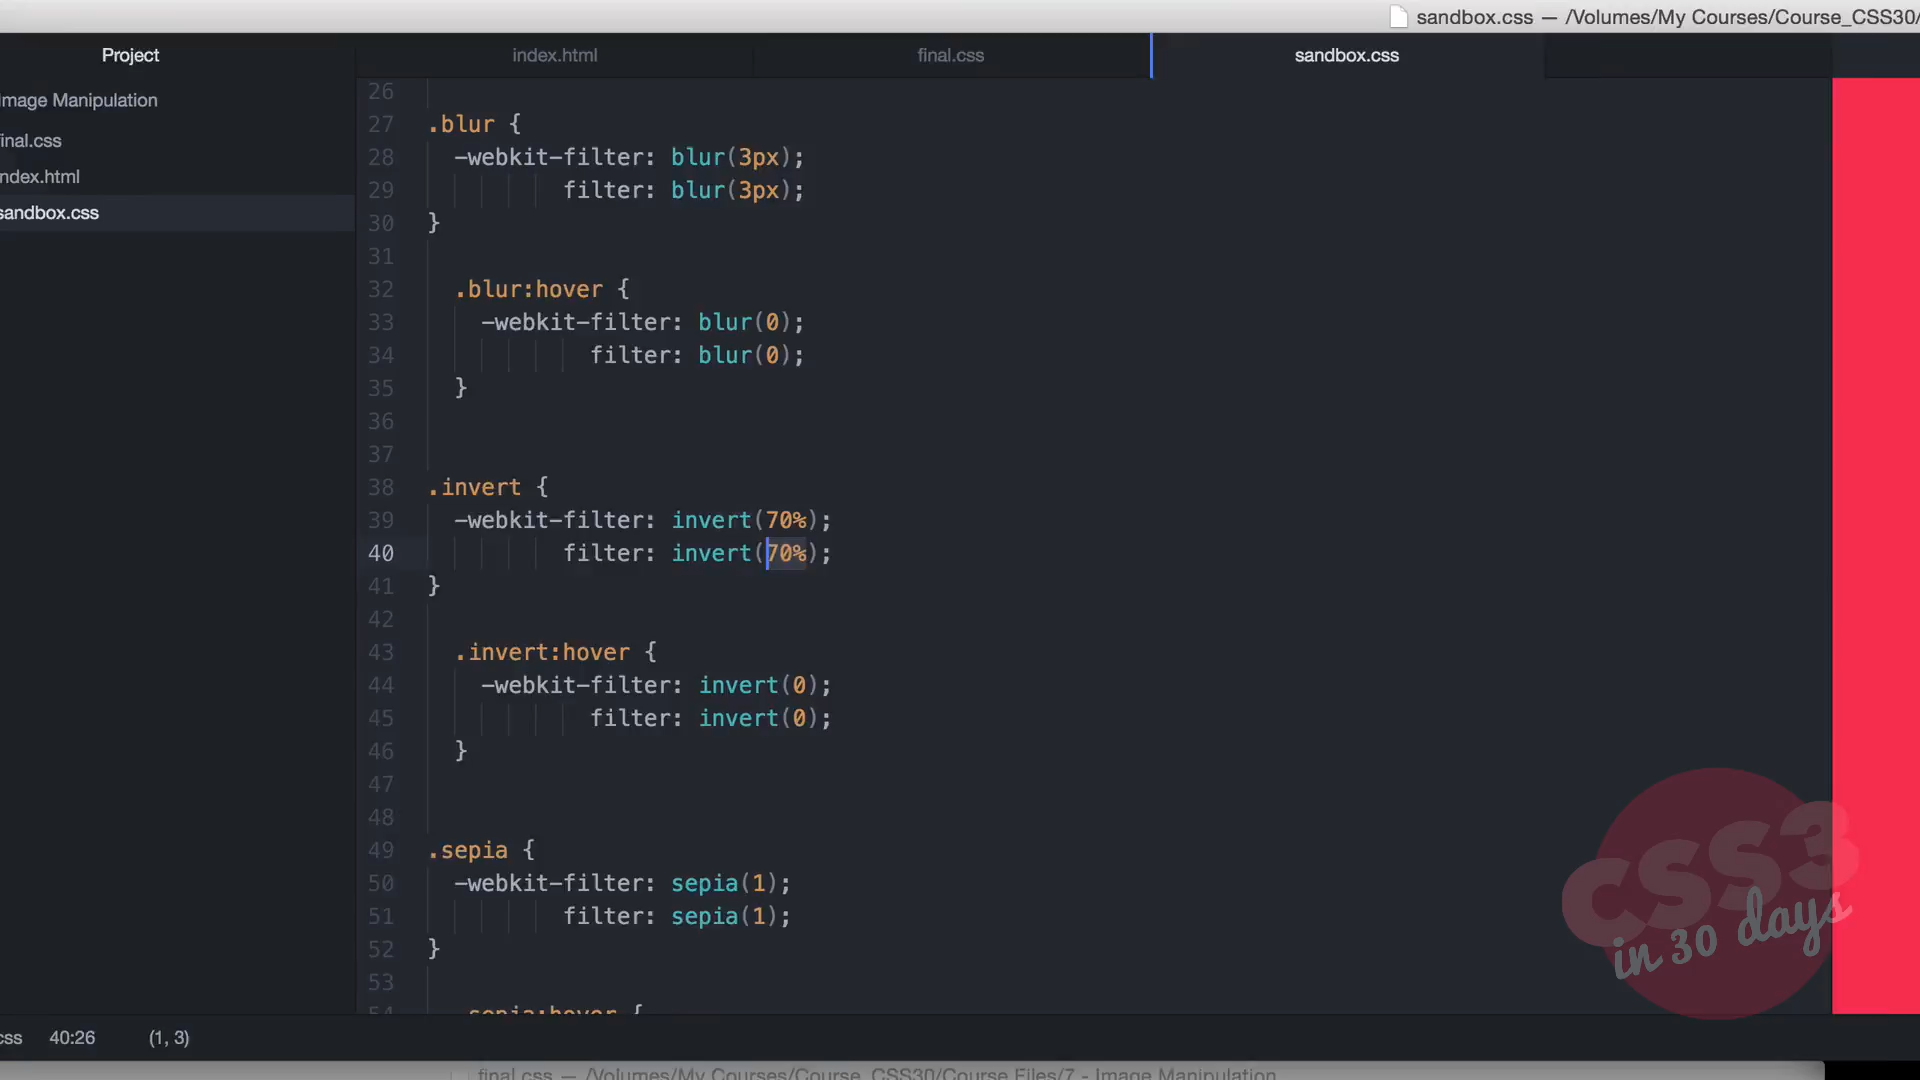 sandbox.css — /Volumes/My Courses/Course_CSS30/
Project
index.html
final.css
sandbox.css
mage Manipulation
inal.css
ndex.html
sandbox.css
26
27 .blur {
28 -webkit-filter: blur(3px);
29 filter: blur(3px);
30 }
31
32 .blur:hover {
33 -webkit-filter: blur(0);
34 filter: blur(0);
35 }
36
37
38 .invert {
39 -webkit-filter: invert(70%);
40 filter: invert(70%);
41 }
42
43 .invert:hover {
44 -webkit-filter: invert(0);
45 filter: invert(0);
46 }
47
48
49 .sepia {
50 -webkit-filter: sepia(1);
51 filter: sepia(1);
52 }
53
54 .sepia:hover {
CSS3
in 30 days
css 40:26 (1, 3)
final.css — /Volumes/My Courses/Course_CSS30/Course Files/7 - Image Manipulation